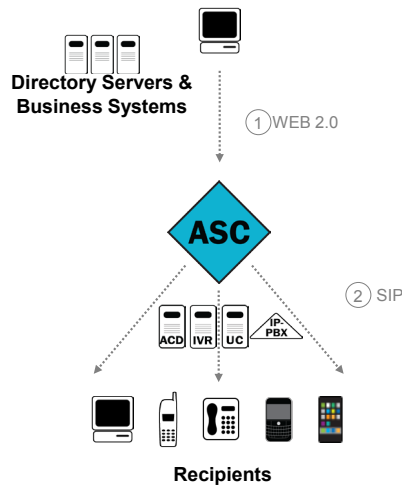 Directory Servers &
Business Systems
1 WEB 2.0
ASC
2 SIP
ACD IVR UC IP-
PBX
Recipients